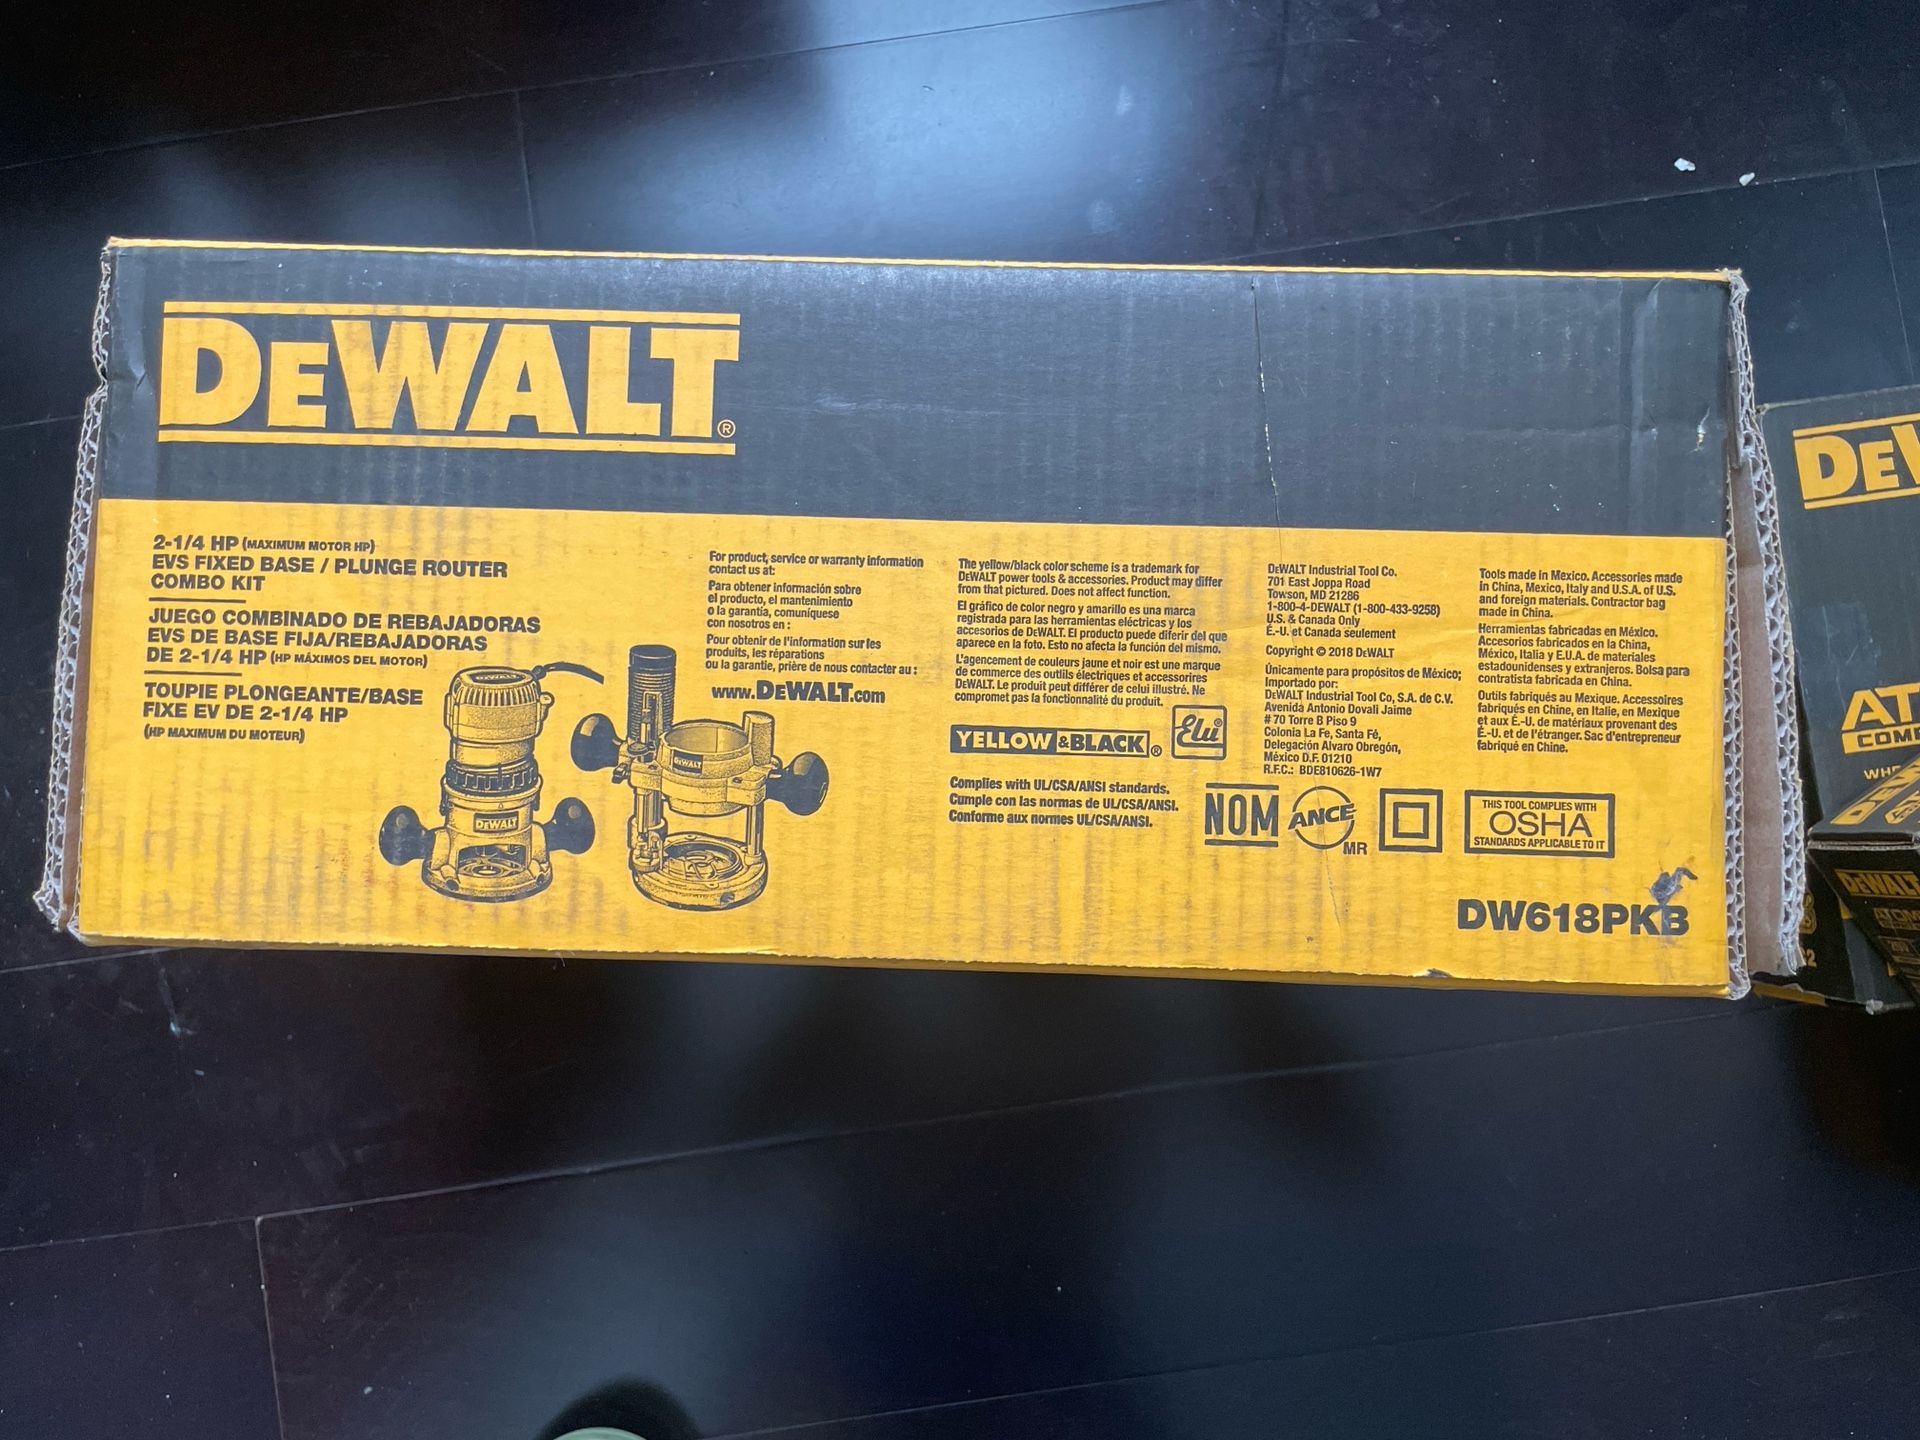 DEWALT®
2-1/4 HP (MAXIMUM MOTOR HP)
EVS FIXED BASE / PLUNGE ROUTER
COMBO KIT
JUEGO COMBINADO DE REBAJADORAS
EVS DE BASE FIJA/REBAJADORAS
DE 2-1/4 HP (HP MÁXIMOS DEL MOTOR)
TOUPIE PLONGEANTE/BASE
FIXE EV DE 2-1/4 HP
(HP MAXIMUM DU MOTEUR)
DEWALT
DEWALT
For product, service or warranty information
contact us at:
Para obtener información sobre
el producto, el mantenimiento
o la garantía, comuníquese
con nosotros en :
Pour obtenir de l'information sur les
produits, les réparations
ou la garantie, prière de nous contacter au :
www.DEWALT.com
The yellow/black color scheme is a trademark for
DEWALT power tools & accessories. Product may differ
from that pictured. Does not affect function.
El gráfico de color negro y amarillo es una marca
registrada para las herramientas eléctricas y los
accesorios de DEWALT. El producto puede diferir del que
aparece en la foto. Esto no afecta la función del mismo.
L'agencement de couleurs jaune et noir est une marque
de commerce des outils électriques et accessoires
DEWALT. Le produit peut différer de celui illustré. Ne
compromet pas la fonctionnalité du produit.
YELLOW & BLACK®
Elu
Complies with UL/CSA/ANSI standards.
Cumple con las normas de UL/CSA/ANSI.
Conforme aux normes UL/CSA/ANSI.
DEWALT Industrial Tool Co.
701 East Joppa Road
Towson, MD 21286
1-800-4-DEWALT (1-800-433-9258)
U.S. & Canada Only
É.-U. et Canada seulement
Copyright © 2018 DEWALT
Únicamente para propósitos de México;
Importado por:
DEWALT Industrial Tool Co, S.A. de C.V.
Avenida Antonio Dovali Jaime
# 70 Torre B Piso 9
Colonia La Fe, Santa Fé,
Delegación Alvaro Obregón,
México D.F. 01210
R.F.C.: BDE810626-1W7
Tools made in Mexico. Accessories made
in China, Mexico, Italy and U.S.A. of U.S.
and foreign materials. Contractor bag
made in China.
Herramientas fabricadas en México.
Accesorios fabricados en la China,
México, Italia y E.U.A. de materiales
estadounidenses y extranjeros. Bolsa para
contratista fabricada en China.
Outils fabriqués au Mexique. Accessoires
fabriqués en Chine, en Italie, en Mexique
et aux É.-U. de matériaux provenant des
É.-U. et de l'étranger. Sac d'entrepreneur
fabriqué en Chine.
NOM
ANCE
MR
THIS TOOL COMPLIES WITH
OSHA
STANDARDS APPLICABLE TO IT
DW618PKB
DEWALT